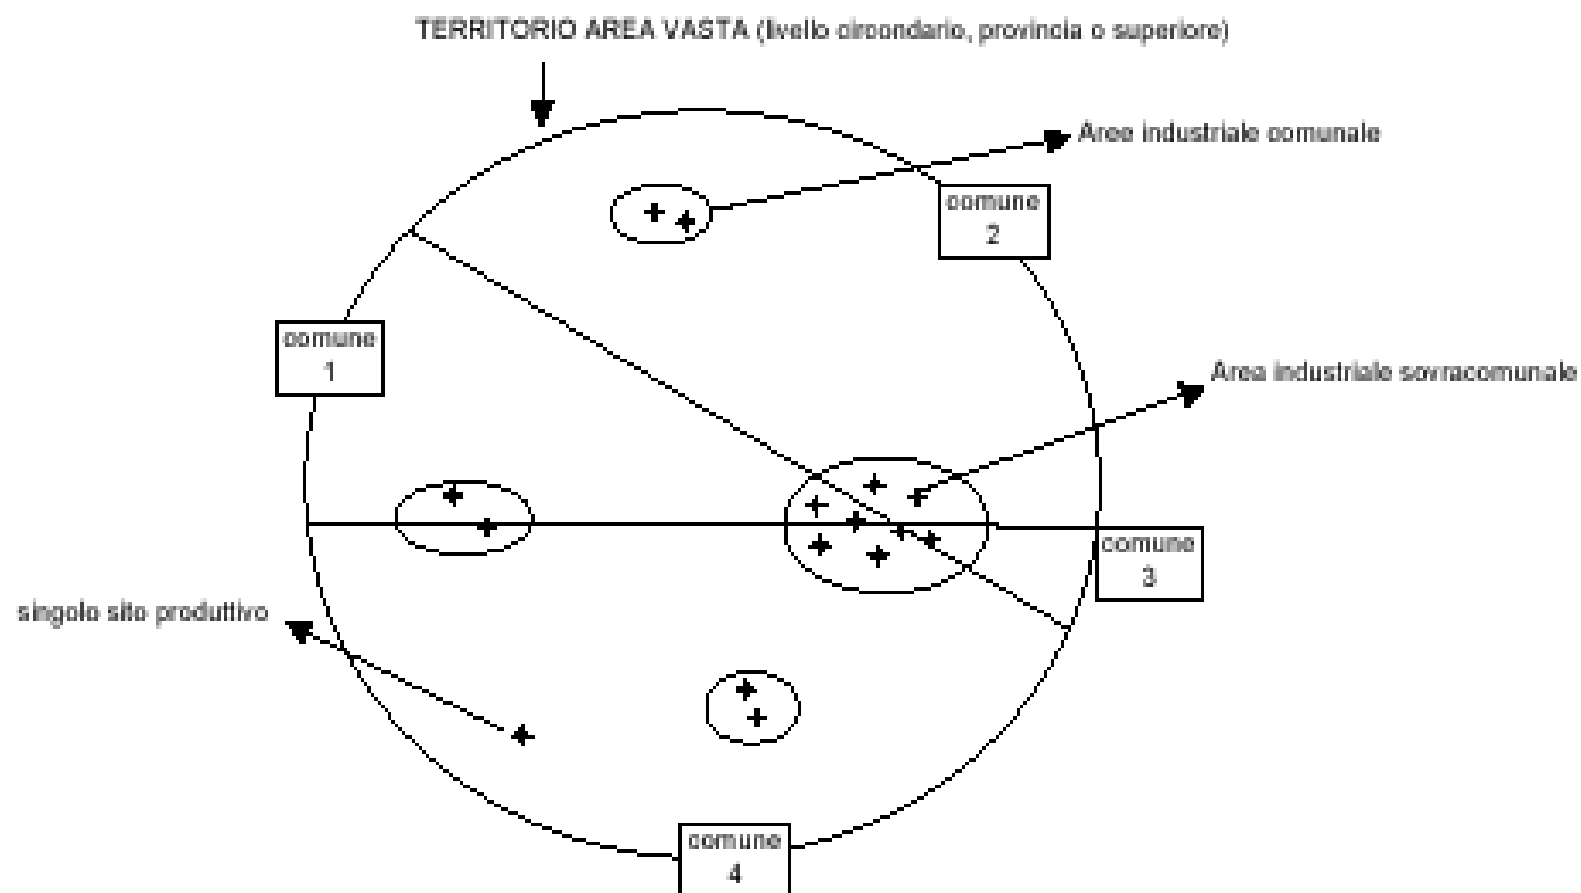 TERRITORIO AREA VASTA (livello circondario, provincia o superiore)
Aree industriale comunale
comune
2
comune
1
Area industriale sovracomunale
comune
3
singolo sito produttivo
comune
4